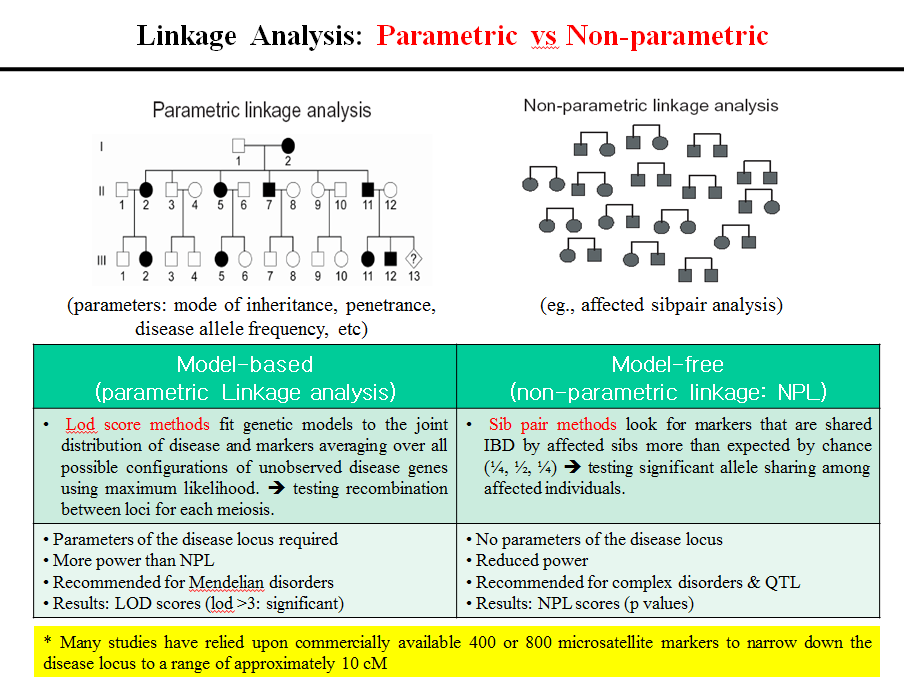 Linkage Analysis: Parametric vs Non-parametric
Parametric linkage analysis
I
1 2
II
1 2 3 4 5 6 7 8 9 10 11 12
III
?
1 2 3 4 5 6 7 8 9 10 11 12 13
(parameters: mode of inheritance, penetrance,
disease allele frequency, etc)
Non-parametric linkage analysis
(eg., affected sibpair analysis)
Model-based
(parametric Linkage analysis)
Model-free
(non-parametric linkage: NPL)
• Lod score methods fit genetic models to the joint
distribution of disease and markers averaging over all
possible configurations of unobserved disease genes
using maximum likelihood. ➔ testing recombination
between loci for each meiosis.
• Sib pair methods look for markers that are shared
IBD by affected sibs more than expected by chance
(¼, ½, ¼) ➔ testing significant allele sharing among
affected individuals.
• Parameters of the disease locus required
• More power than NPL
• Recommended for Mendelian disorders
• Results: LOD scores (lod >3: significant)
• No parameters of the disease locus
• Reduced power
• Recommended for complex disorders & QTL
• Results: NPL scores (p values)
* Many studies have relied upon commercially available 400 or 800 microsatellite markers to narrow down the
disease locus to a range of approximately 10 cM